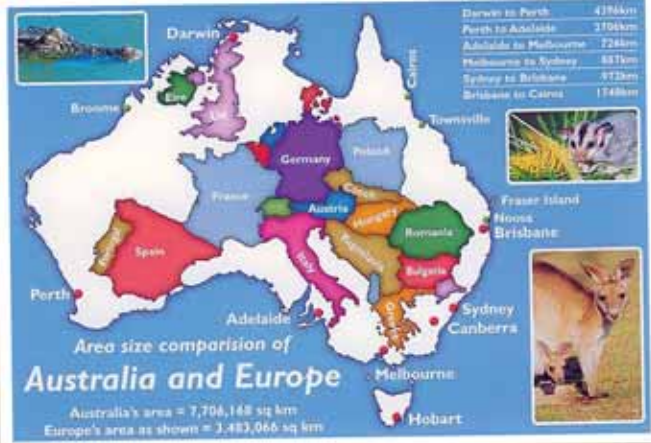 Darwin to Perth 4396km
Perth to Adelaide 2706km
Adelaide to Melbourne 726km
Melbourne to Sydney 887km
Sydney to Brisbane 972km
Brisbane to Cairns 1748km
Darwin
Cairns
Broome
Eire
UK
Townsville
Germany
Poland
France
Czech
Austria
Hungary
Fraser Island
Noosa
Brisbane
Romania
Portugal
Spain
Italy
Yugoslavia
Bulgaria
Perth
Greece
Adelaide
Sydney
Canberra
Area size comparision of
Australia and Europe
Melbourne
Australia's area = 7,706,168 sq km
Europe's area as shown = 3,483,066 sq km
Hobart